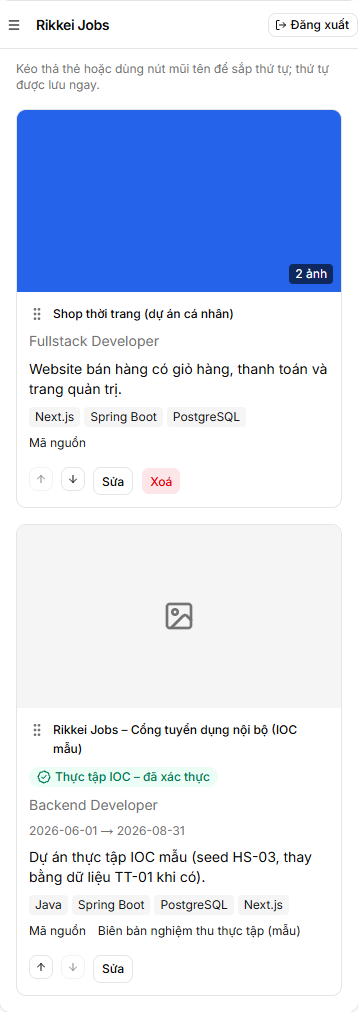 Rikkei Jobs
Đăng xuất
Kéo thả thẻ hoặc dùng nút mũi tên để sắp thứ tự; thứ tự
được lưu ngay.
2 ảnh
Shop thời trang (dự án cá nhân)
Fullstack Developer
Website bán hàng có giỏ hàng, thanh toán và
trang quản trị.
Next.js Spring Boot PostgreSQL
Mã nguồn
↑ ↓ Sửa Xoá
Rikkei Jobs – Cổng tuyển dụng nội bộ (IOC
mẫu)
Thực tập IOC – đã xác thực
Backend Developer
2026-06-01 → 2026-08-31
Dự án thực tập IOC mẫu (seed HS-03, thay
bằng dữ liệu TT-01 khi có).
Java Spring Boot PostgreSQL Next.js
Mã nguồn Biên bản nghiệm thu thực tập (mẫu)
↑ ↓ Sửa